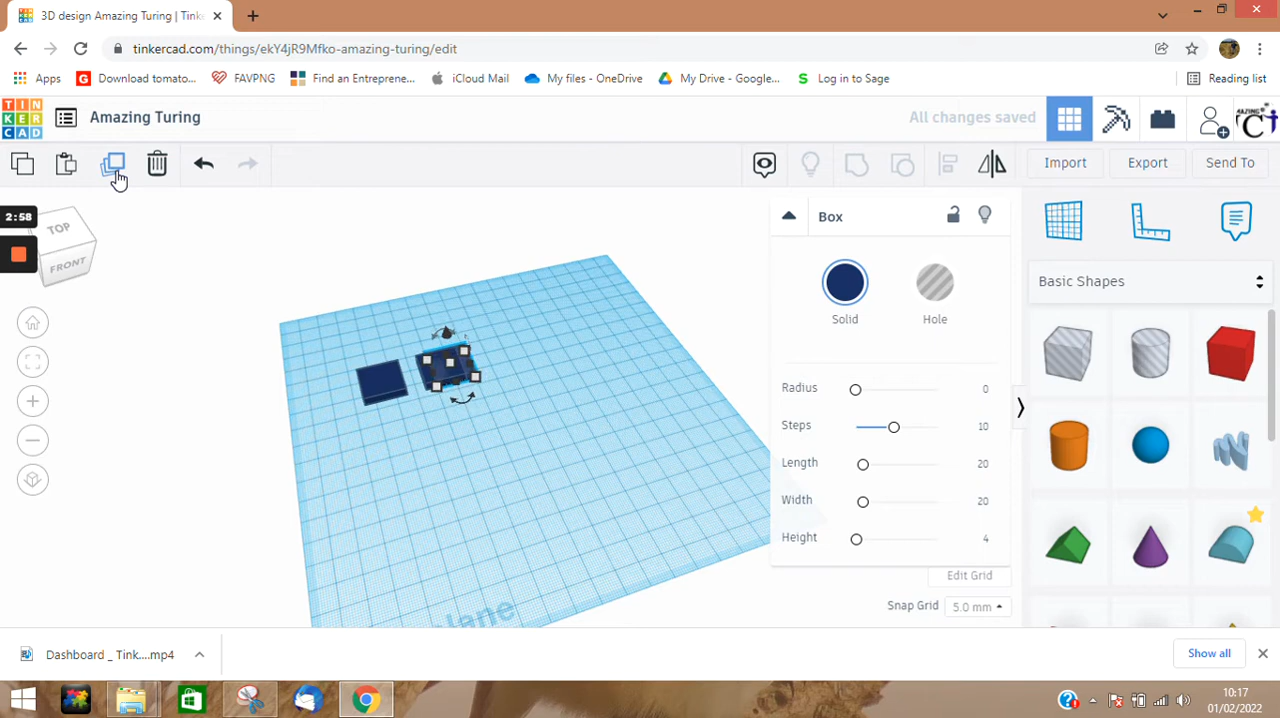 3D design Amazing Turing | Tink
tinkercad.com/things/ekY4jR9Mfko-amazing-turing/edit
Apps
Download tomato...
FAVPNG
Find an Entreprene...
iCloud Mail
My files - OneDrive
My Drive - Google...
Log in to Sage
Reading list
TIN
KER
CAD
Amazing Turing
All changes saved
Import
Export
Send To
2:58
TOP
FRONT
Box
Solid
Hole
Radius 0
Steps 10
Length 20
Width 20
Height 4
Basic Shapes
Edit Grid
Snap Grid 5.0 mm
Dashboard _ Tink....mp4
Show all
10:17
01/02/2022